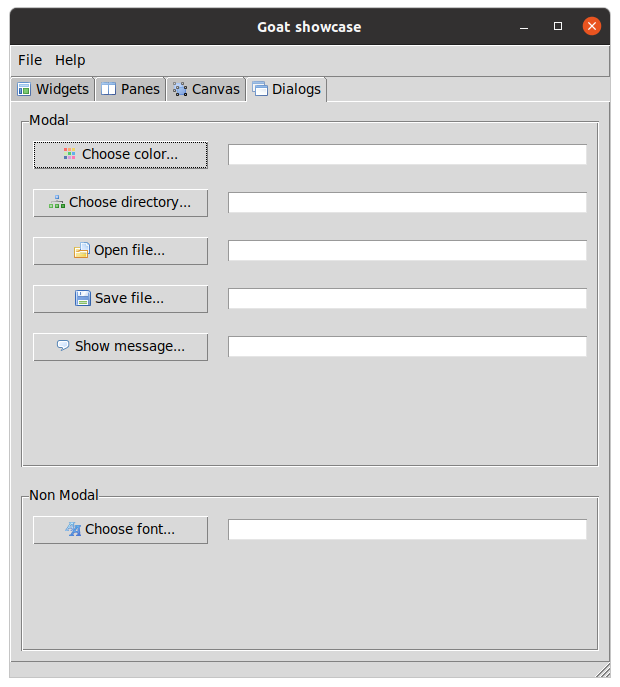 Goat showcase
File Help
Widgets Panes Canvas Dialogs
Modal
Choose color...
Choose directory...
Open file...
Save file...
Show message...
Non Modal
Choose font...